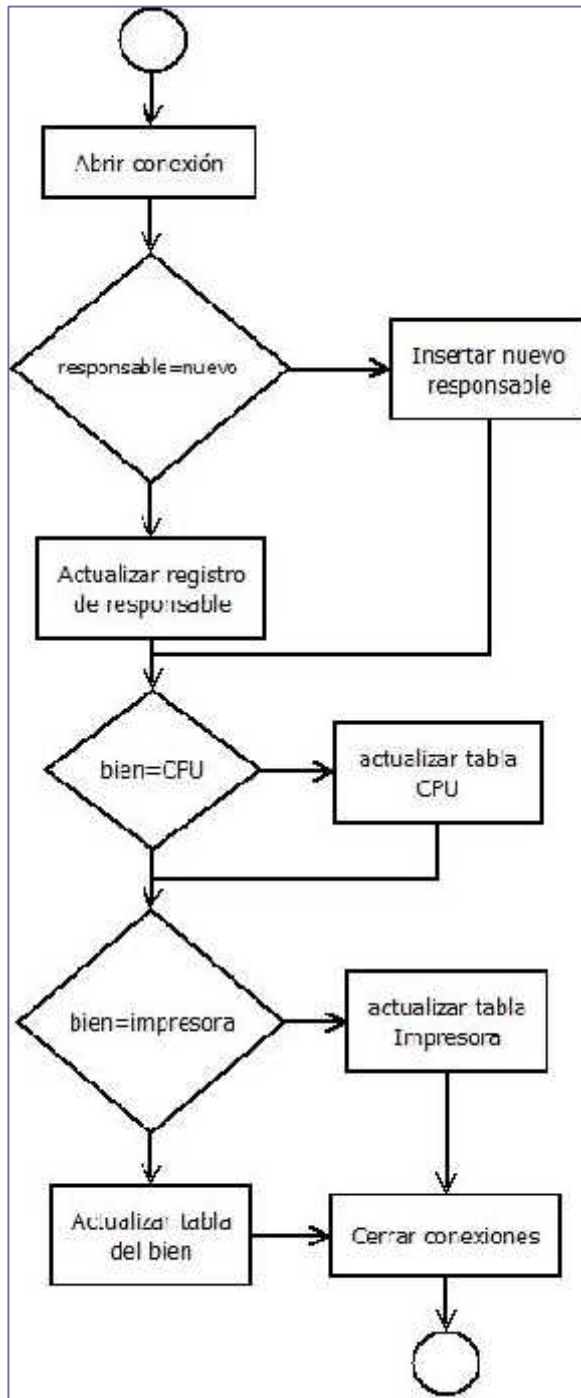 Abrir conexión
responsable=nuevo
Insertar nuevo
responsable
Actualizar registro
de responsable
bien=CPU
actualizar tabla
CPU
bien=impresora
actualizar tabla
Impresora
Actualizar tabla
del bien
Cerrar conexiones